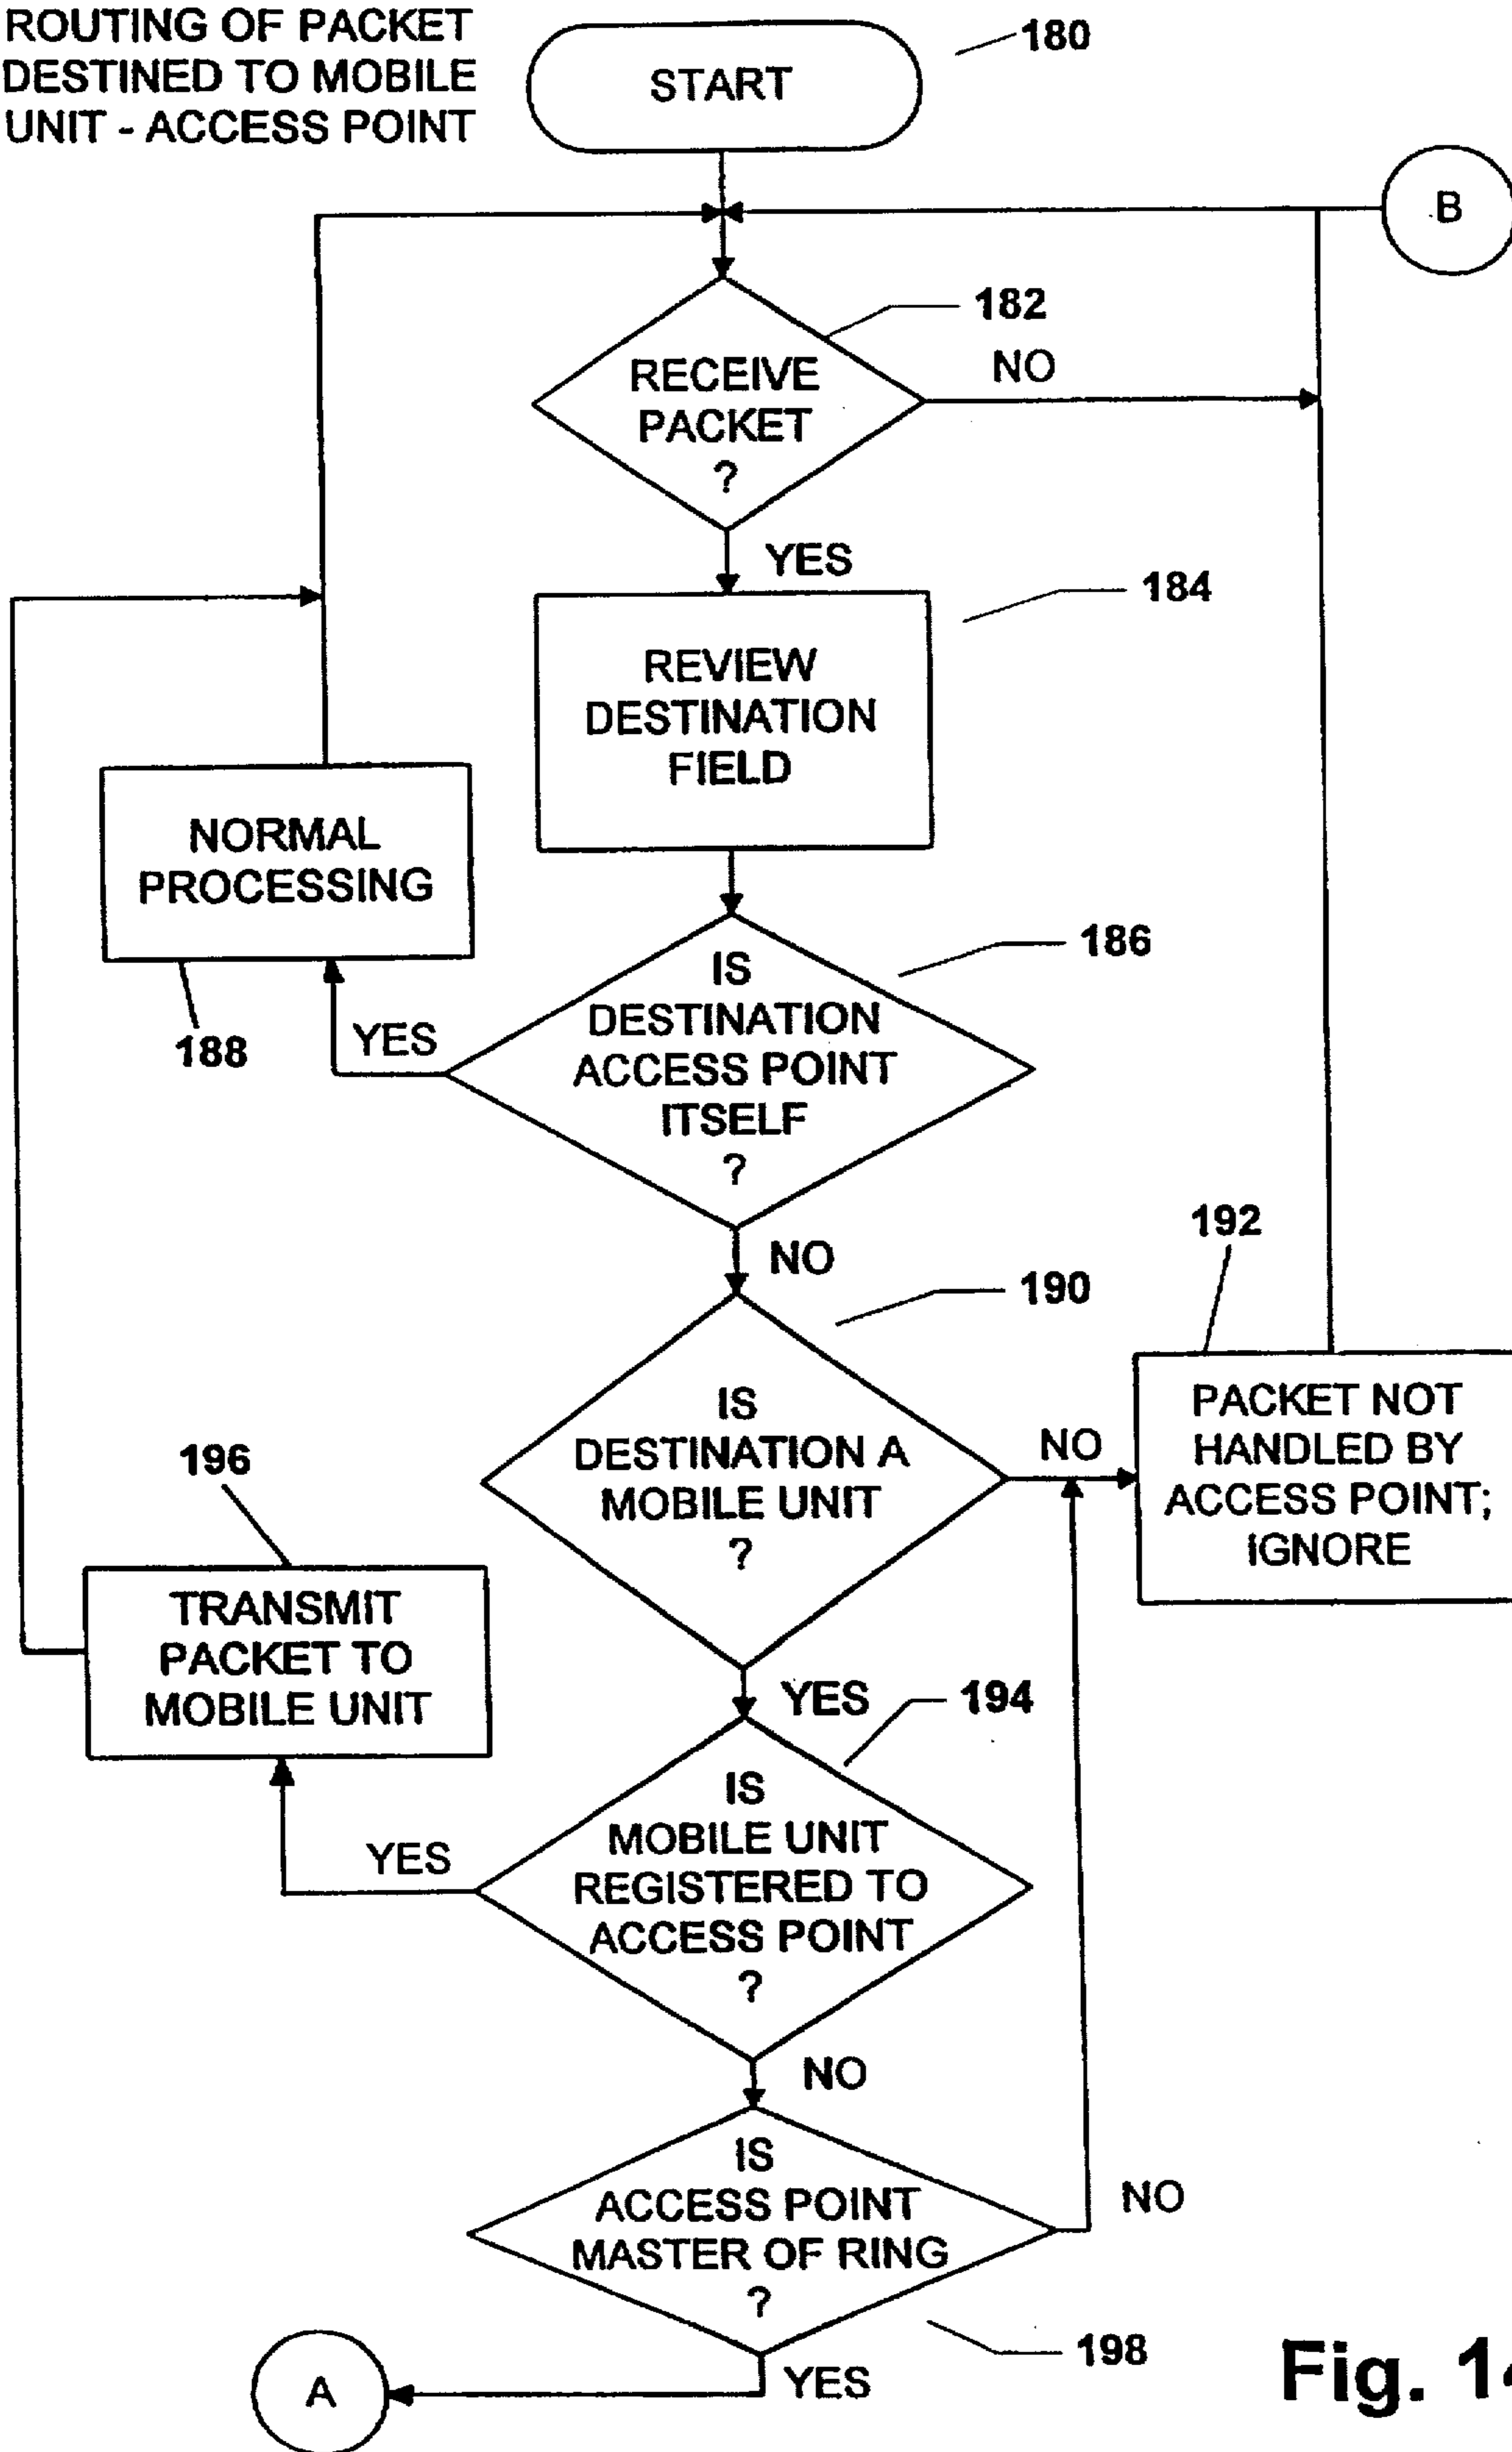 ROUTING OF PACKET
DESTINED TO MOBILE
UNIT - ACCESS POINT
START
180
B
182
RECEIVE
PACKET
?
NO
YES
184
REVIEW
DESTINATION
FIELD
NORMAL
PROCESSING
188
YES
186
IS
DESTINATION
ACCESS POINT
ITSELF
?
NO
192
190
IS
DESTINATION A
MOBILE UNIT
?
NO
PACKET NOT
HANDLED BY
ACCESS POINT;
IGNORE
196
TRANSMIT
PACKET TO
MOBILE UNIT
YES
194
IS
MOBILE UNIT
REGISTERED TO
ACCESS POINT
?
YES
NO
IS
ACCESS POINT
MASTER OF RING
?
NO
198
YES
A
Fig. 14